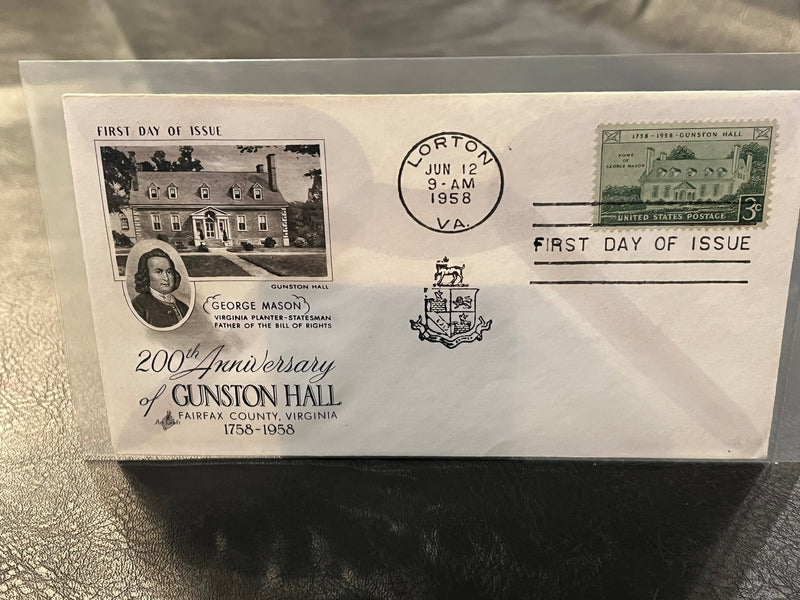 FIRST DAY OF ISSUE
GUNSTON HALL
GEORGE MASON
VIRGINIA PLANTER-STATESMAN
FATHER OF THE BILL OF RIGHTS
200th Anniversary
of GUNSTON HALL
FAIRFAX COUNTY, VIRGINIA
1758-1958
LORTON
JUN 12
9-AM
1958
VA.
1758-1958·GUNSTON HALL
HOME OF
GEORGE MASON
UNITED STATES POSTAGE 3c
FIRST DAY OF ISSUE